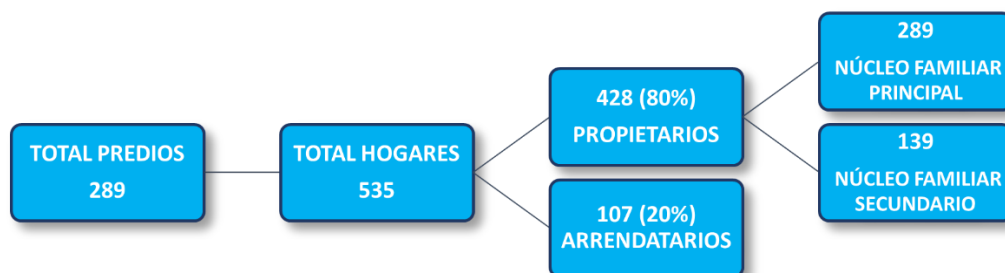 TOTAL PREDIOS
289
TOTAL HOGARES
535
428 (80%)
PROPIETARIOS
107 (20%)
ARRENDATARIOS
289
NÚCLEO FAMILIAR
PRINCIPAL
139
NÚCLEO FAMILIAR
SECUNDARIO